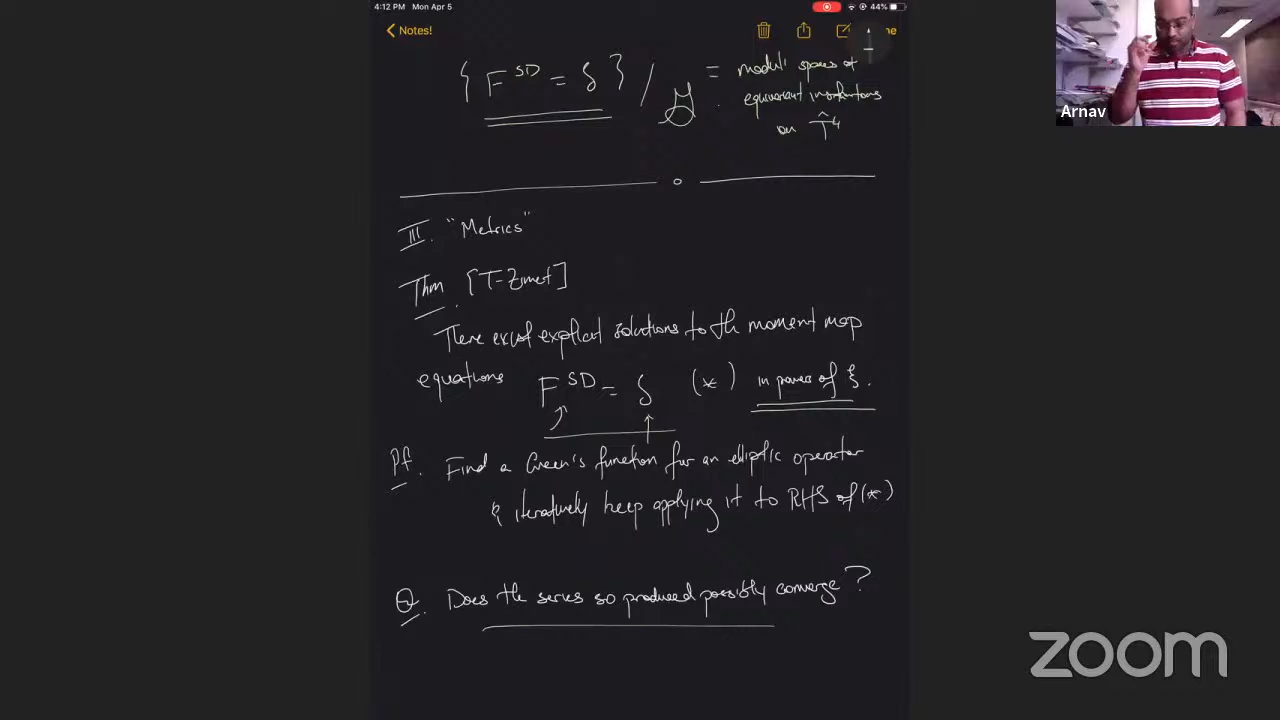 4:12 PM Mon Apr 5
44%
Notes!
{ F^SD = δ } / 𝒢 = moduli space of
equivariant instantons
on T̂⁴
III. "Metrics"
Thm. [T-Zimet]
There exist explicit solutions to the moment map
equations F^SD = δ (*) in powers of ξ.
Pf. Find a Green's function for an elliptic operator
& iteratively keep applying it to RHS of (*)
Q. Does the series so produced possibly converge?
Arnav
zoom